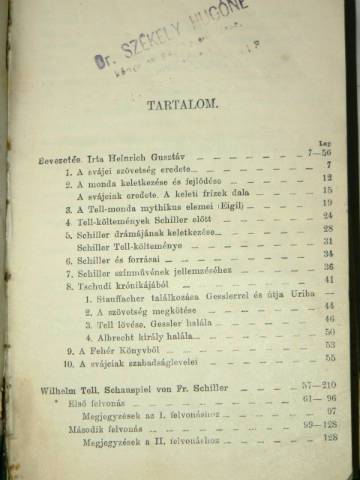 Dr. SZÉKELY HUGÓNÉ
TARTALOM.
Lap
Bevezetés. Irta Heinrich Gusztáv — — — — — — — 7—56
1. A svájci szövetség eredete — — — — — — — 7
2. A monda keletkezése és fejlődése — — — — — 12
A svájciak eredete. A keleti frízek dala — — — 15
3. A Tell-monda mythikus elemei (Eigil) — — — — 19
4 Tell-költemények Schiller előtt — — — — — 24
5. Schiller drámájának keletkezése — — — — — 28
Schiller Tell-költeménye — — — — — — — 31
6. Schiller és forrásai — — — — — — — 34
7. Schiller színművének jellemzéséhez — — — — 36
8. Tschudi krónikájából — — — — — — — 41
1. Stauffacher találkozása Gesslerrel és útja Uriba —
2. A szövetség megkötése — — — — — — 44
3. Tell lövése, Gessler halála — — — — — 46
4. Albrecht király halála — — — — — — 50
9. A Fehér Könyvből — — — — — — — 53
10. A svájciak szabadságlevelei — — — — — — 55
Wilhelm Tell, Schauspiel von Fr. Schiller — — — — 57—210
Első felvonás — — — — — — — — — 61— 96
Megjegyzések az I. felvonáshoz — — — — — 97
Második felvonás — — — — — — — — 99—128
Megjegyzések a II. felvonáshoz — — — — — 128